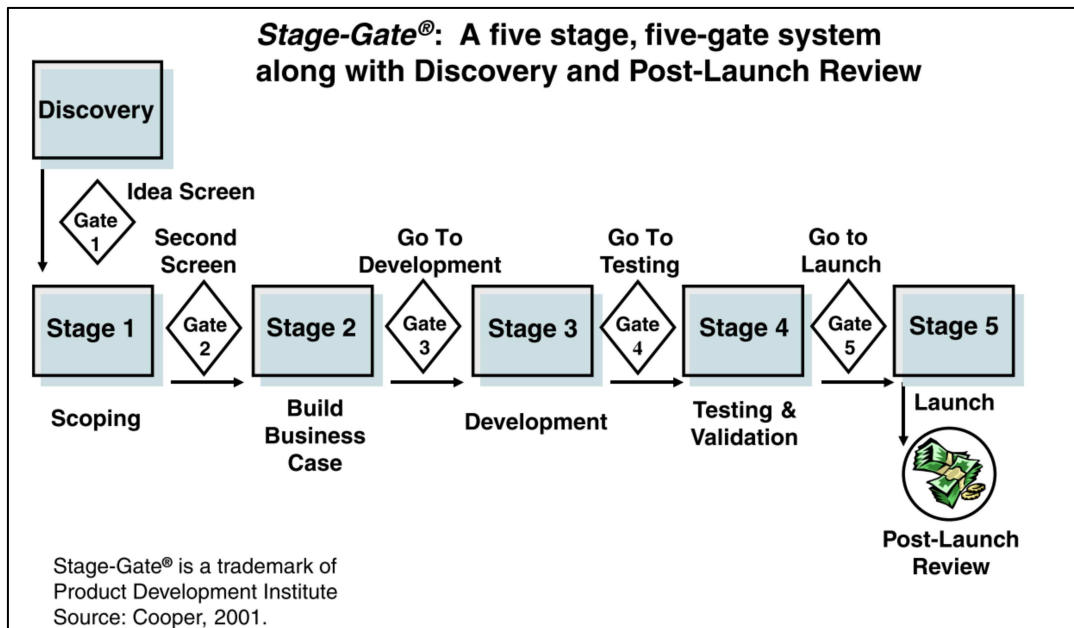 Stage-Gate®: A five stage, five-gate system
along with Discovery and Post-Launch Review
Discovery
Idea Screen
Gate
1
Second
Screen
Go To
Development
Go To
Testing
Go to
Launch
Stage 1
Gate
2
Stage 2
Gate
3
Stage 3
Gate
4
Stage 4
Gate
5
Stage 5
Scoping
Build
Business
Case
Development
Testing &
Validation
Launch
Post-Launch
Review
Stage-Gate® is a trademark of
Product Development Institute
Source: Cooper, 2001.